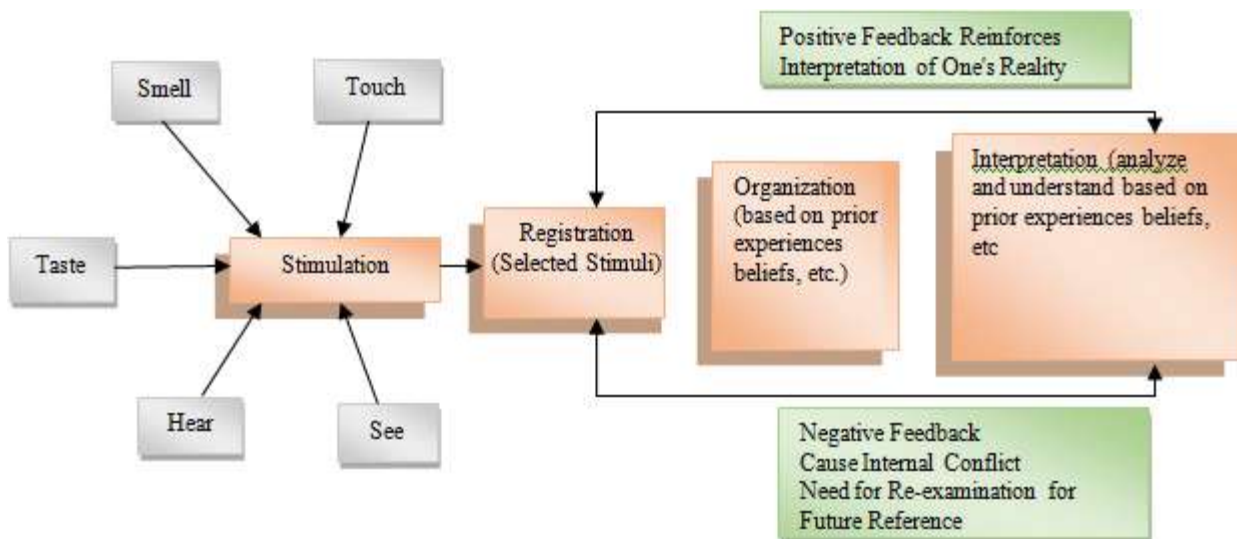 Smell
Touch
Taste
Hear
See
Stimulation
Registration
(Selected Stimuli)
Organization
(based on prior
experiences
beliefs, etc.)
Interpretation (analyze
and understand based on
prior experiences beliefs,
etc
Positive Feedback Reinforces
Interpretation of One's Reality
Negative Feedback
Cause Internal Conflict
Need for Re-examination for
Future Reference